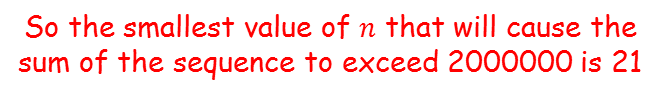 So the smallest value of n that will cause the
sum of the sequence to exceed 2000000 is 21